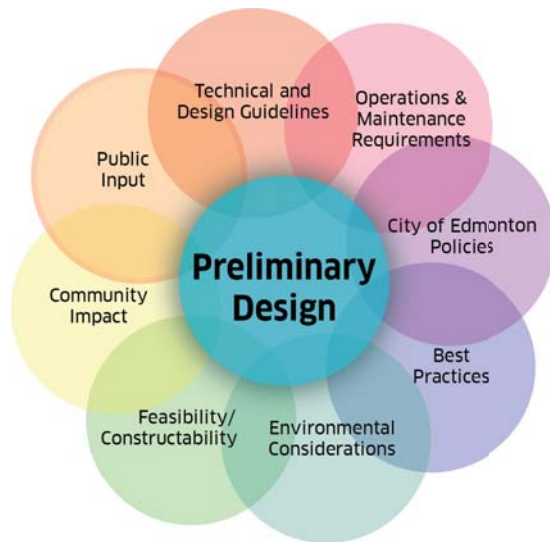 Technical and
Design Guidelines
Operations &
Maintenance
Requirements
Public
Input
City of Edmonton
Policies
Preliminary
Design
Community
Impact
Best
Practices
Feasibility/
Constructability
Environmental
Considerations